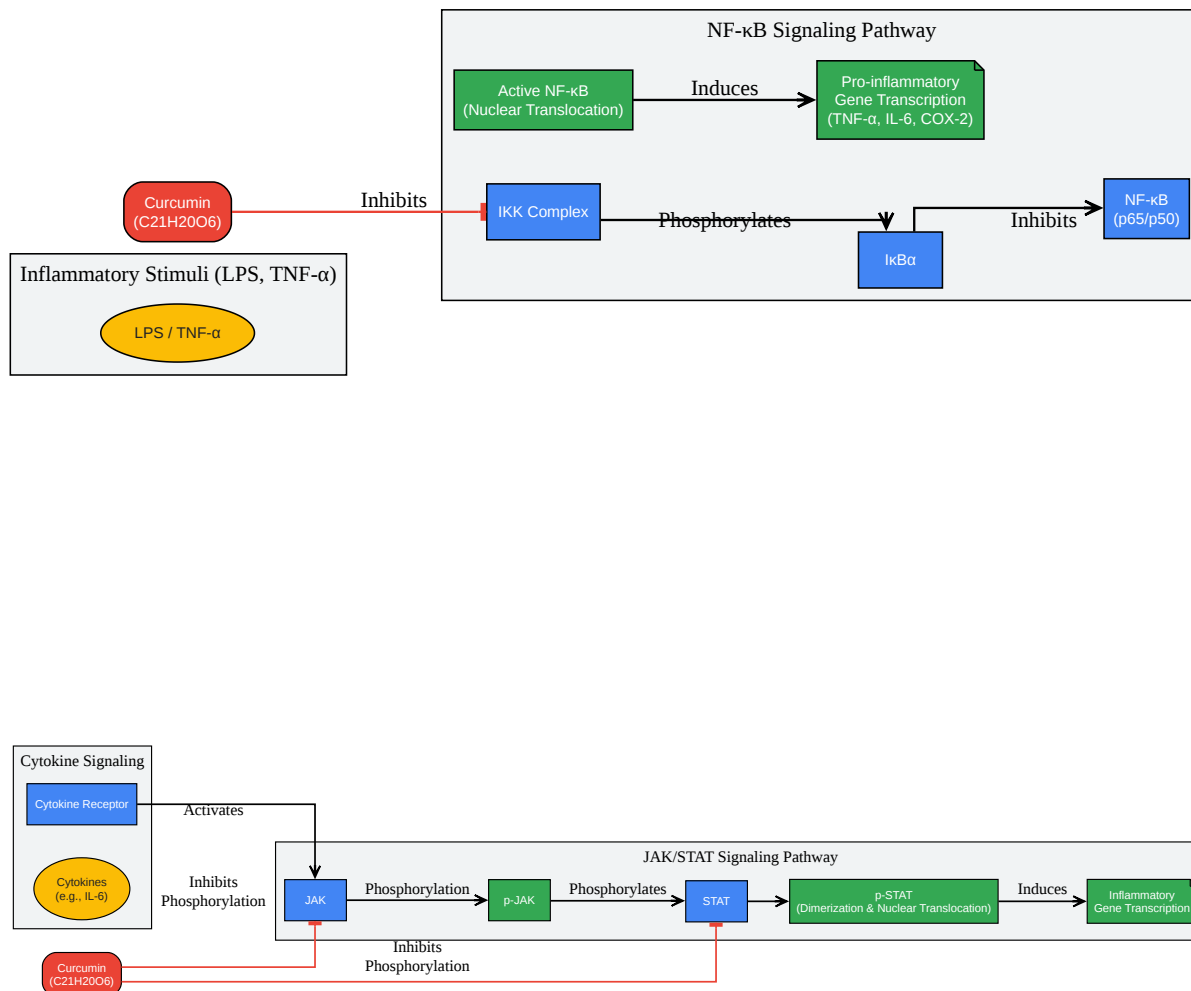 NF-κB Signaling Pathway
Active NF-κB
(Nuclear Translocation)
Induces
Pro-inflammatory
Gene Transcription
(TNF-α, IL-6, COX-2)
Curcumin
(C21H20O6)
Inhibits
IKK Complex
Phosphorylates
IκBα
Inhibits
NF-κB
(p65/p50)
Inflammatory Stimuli (LPS, TNF-α)
LPS / TNF-α
Cytokine Signaling
Cytokine Receptor
Activates
Cytokines
(e.g., IL-6)
Inhibits
Phosphorylation
JAK/STAT Signaling Pathway
JAK
Phosphorylation
p-JAK
Phosphorylates
STAT
p-STAT
(Dimerization & Nuclear Translocation)
Induces
Inflammatory
Gene Transcription
Inhibits
Phosphorylation
Curcumin
(C21H20O6)